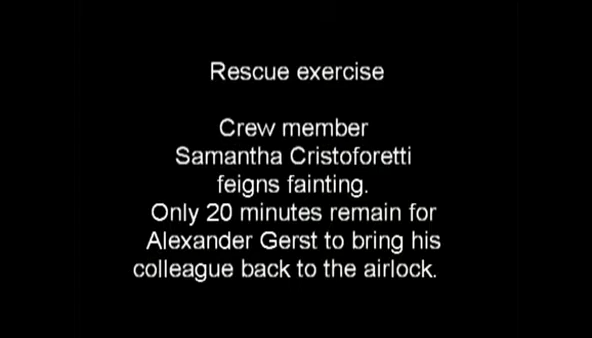 Rescue exercise
Crew member
Samantha Cristoforetti
feigns fainting.
Only 20 minutes remain for
Alexander Gerst to bring his
colleague back to the airlock.